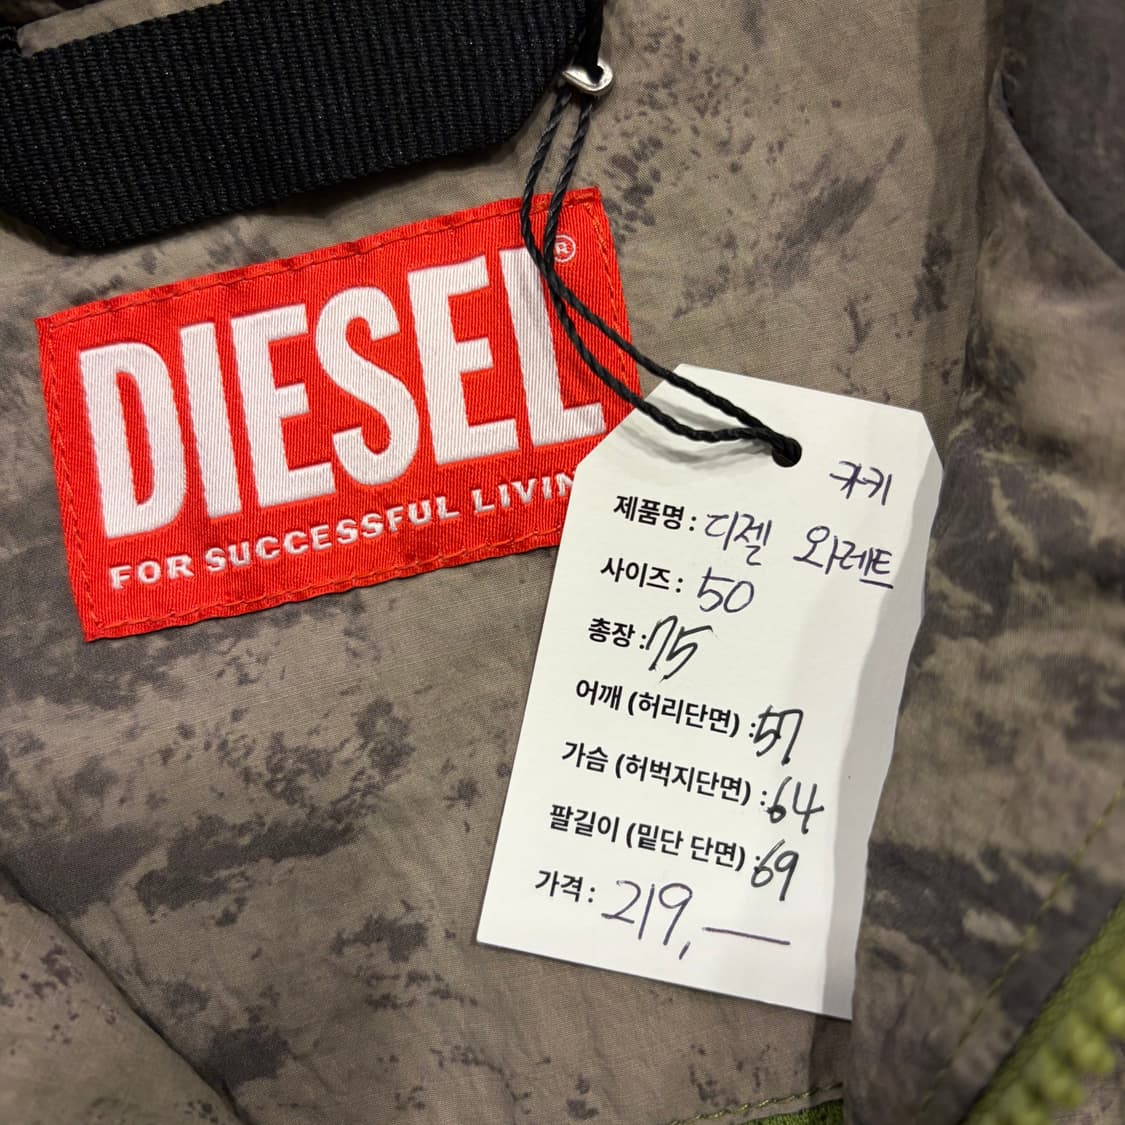 DIESEL®
FOR SUCCESSFUL LIVIN
카키
제품명 : 디젤 와레트
사이즈 : 50
총장 : 75
어깨 (허리단면) : 57
가슴 (허벅지단면) : 64
팔길이 (밑단 단면) : 69
가격 : 219,—